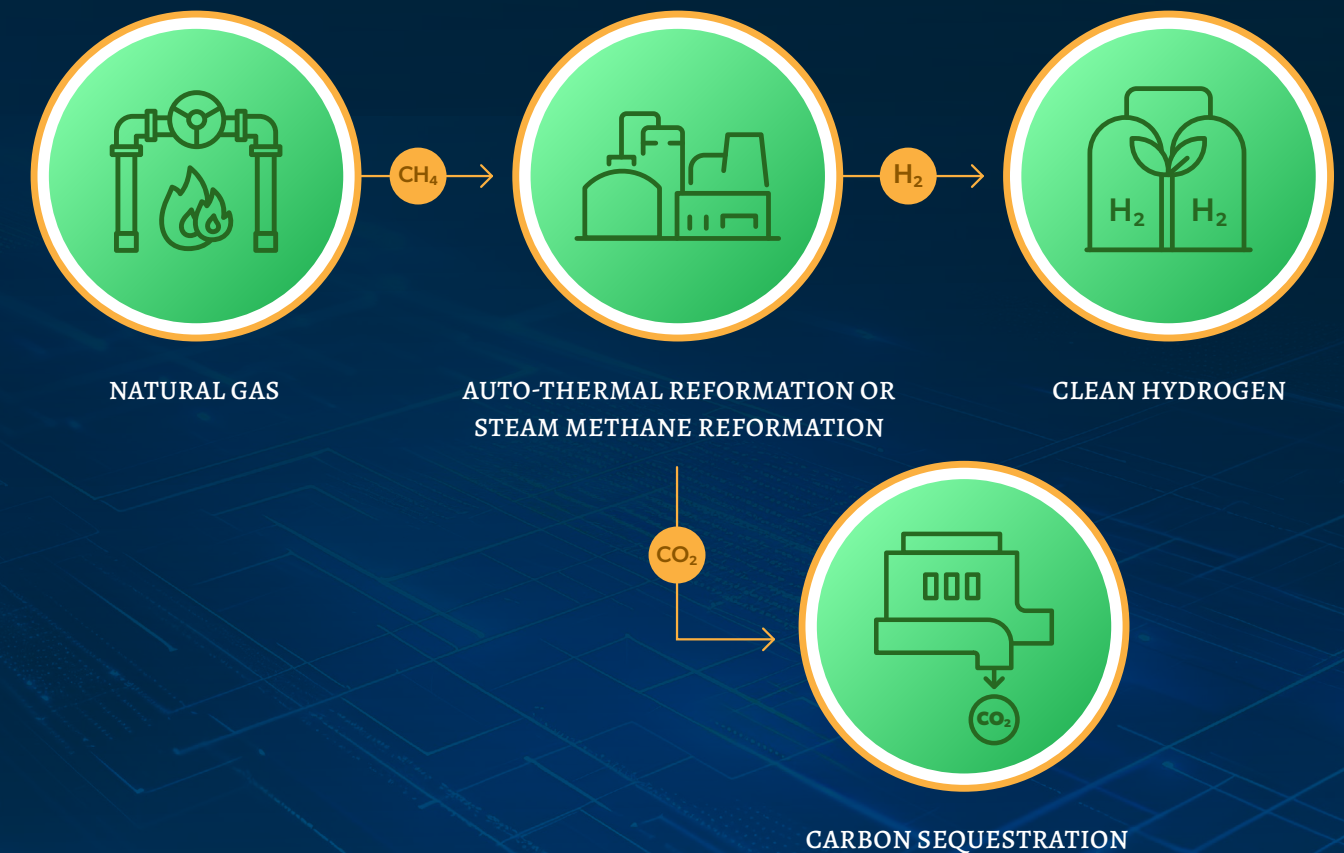 CH₄
H₂
H₂ H₂
NATURAL GAS
AUTO-THERMAL REFORMATION OR
STEAM METHANE REFORMATION
CLEAN HYDROGEN
CO₂
CO₂
CARBON SEQUESTRATION